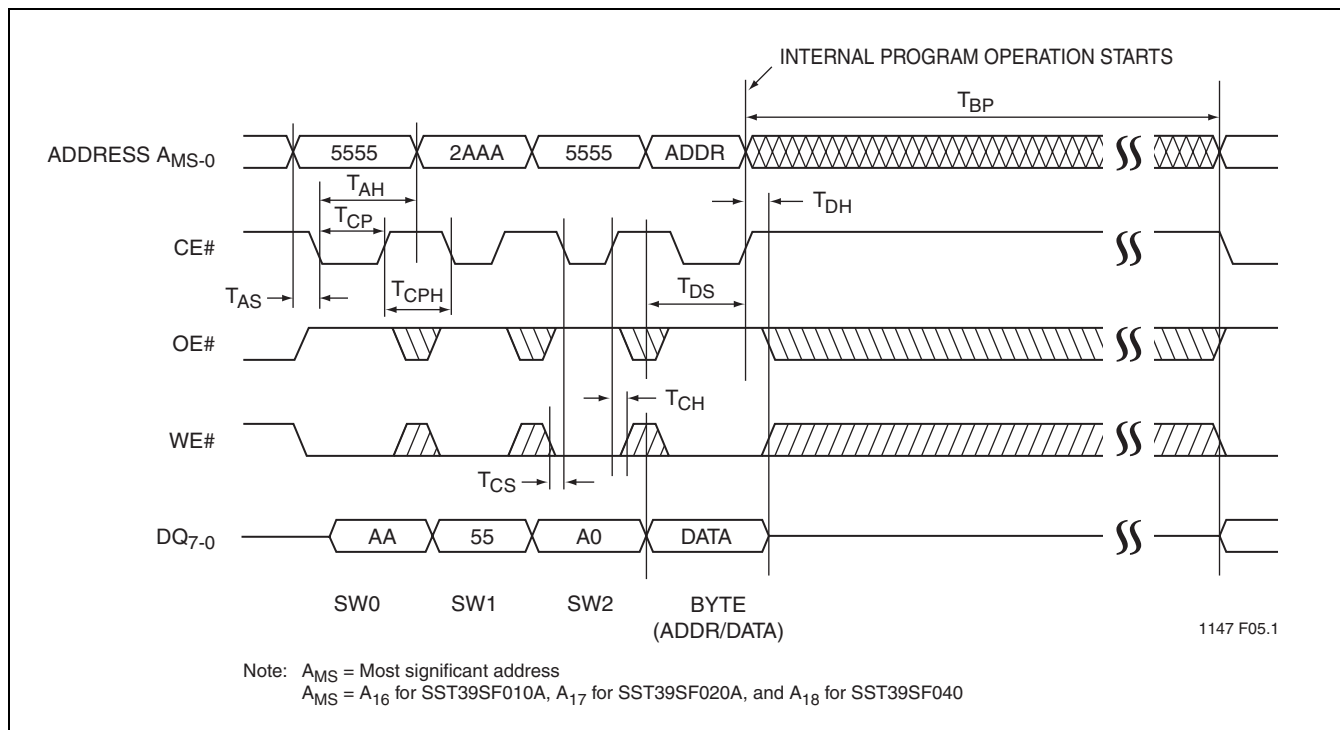 INTERNAL PROGRAM OPERATION STARTS
TBP
ADDRESS AMS-0
5555
2AAA
5555
ADDR
TAH
TDH
TCP
CE#
TAS
TCPH
TDS
OE#
TCH
WE#
TCS
DQ7-0
AA
55
A0
DATA
SW0
SW1
SW2
BYTE
(ADDR/DATA)
1147 F05.1
Note: AMS = Most significant address
AMS = A16 for SST39SF010A, A17 for SST39SF020A, and A18 for SST39SF040